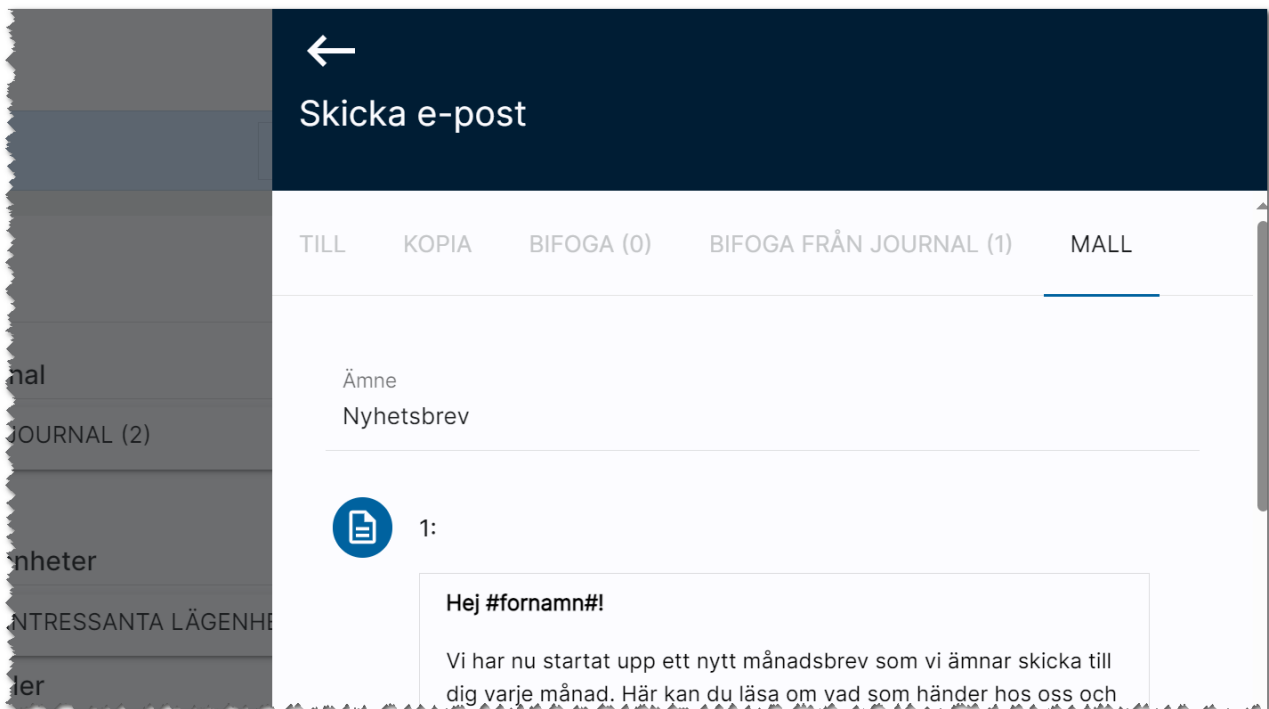 Skicka e-post
TILL KOPIA BIFOGA (0) BIFOGA FRÅN JOURNAL (1) MALL
Ämne
Nyhetsbrev
1:
Hej #fornamn#!
Vi har nu startat upp ett nytt månadsbrev som vi ämnar skicka till
dig varje månad. Här kan du läsa om vad som händer hos oss och
JOURNAL (2)